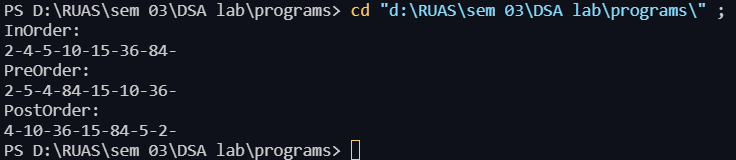 PS D:\RUAS\sem 03\DSA lab\programs> cd "d:\RUAS\sem 03\DSA lab\programs\" ;
InOrder:
2-4-5-10-15-36-84-
PreOrder:
2-5-4-84-15-10-36-
PostOrder:
4-10-36-15-84-5-2-
PS D:\RUAS\sem 03\DSA lab\programs>